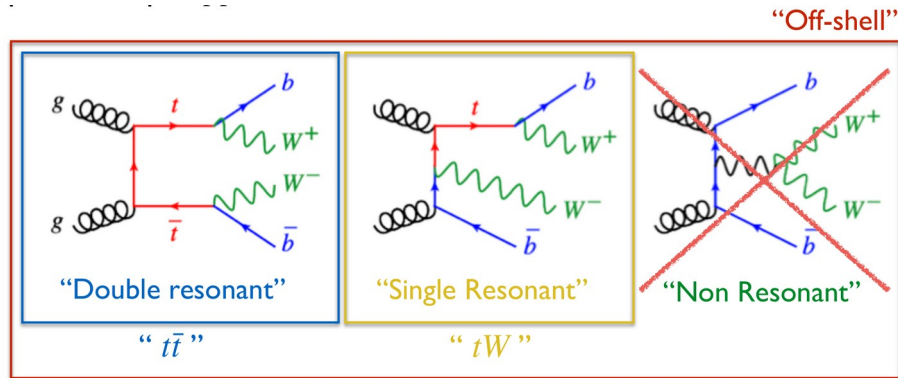 “Off-shell”
g
t
b
W⁺
W⁻
g
t̄
b̄
“Double resonant”
t
b
W⁺
W⁻
b̄
“Single Resonant”
b
W⁺
W⁻
b̄
“Non Resonant”
“ tt̄ ”
“ tW ”